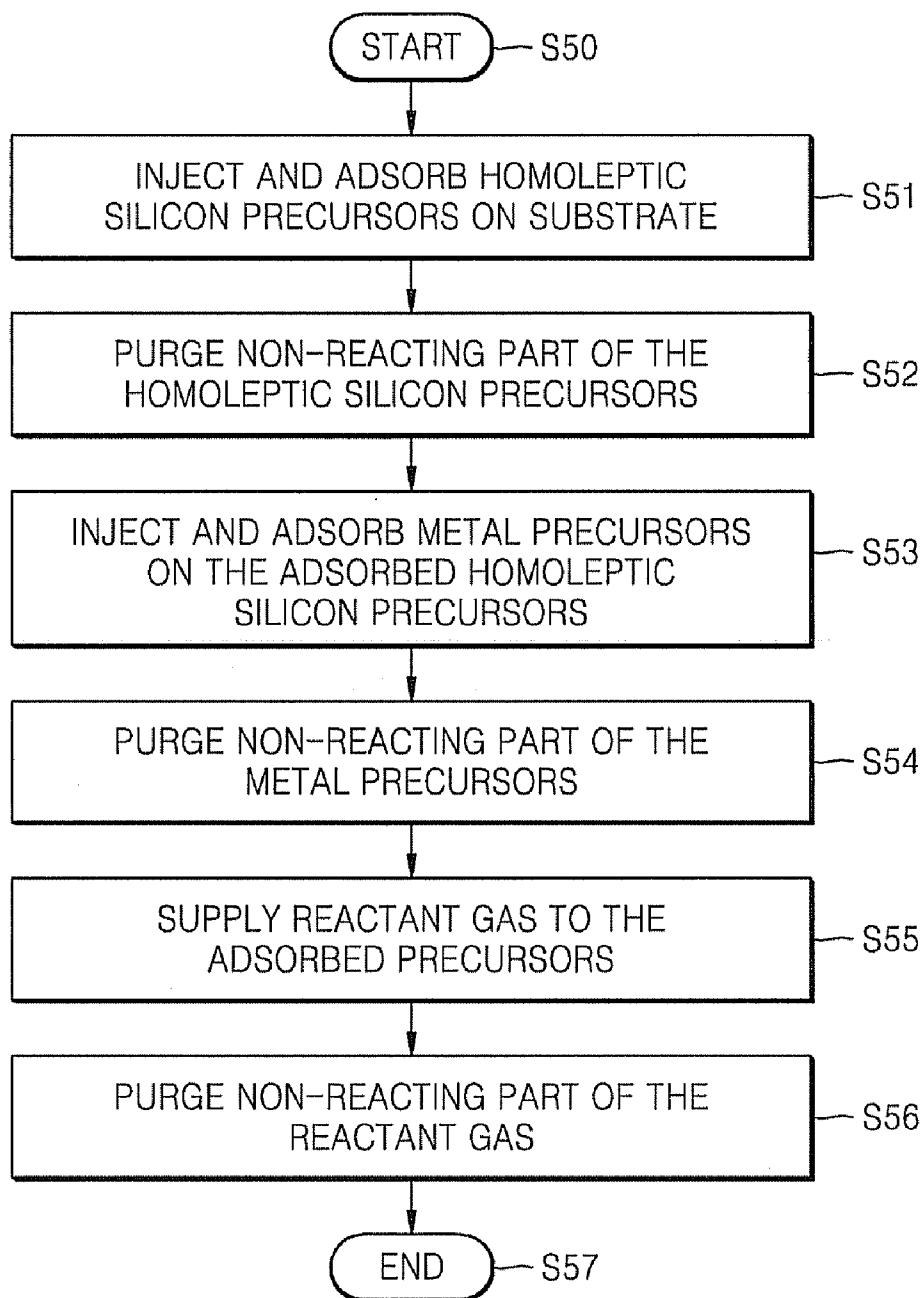 START
S50
INJECT AND ADSORB HOMOLEPTIC
SILICON PRECURSORS ON SUBSTRATE
S51
PURGE NON-REACTING PART OF THE
HOMOLEPTIC SILICON PRECURSORS
S52
INJECT AND ADSORB METAL PRECURSORS
ON THE ADSORBED HOMOLEPTIC
SILICON PRECURSORS
S53
PURGE NON-REACTING PART OF THE
METAL PRECURSORS
S54
SUPPLY REACTANT GAS TO THE
ADSORBED PRECURSORS
S55
PURGE NON-REACTING PART OF THE
REACTANT GAS
S56
END
S57